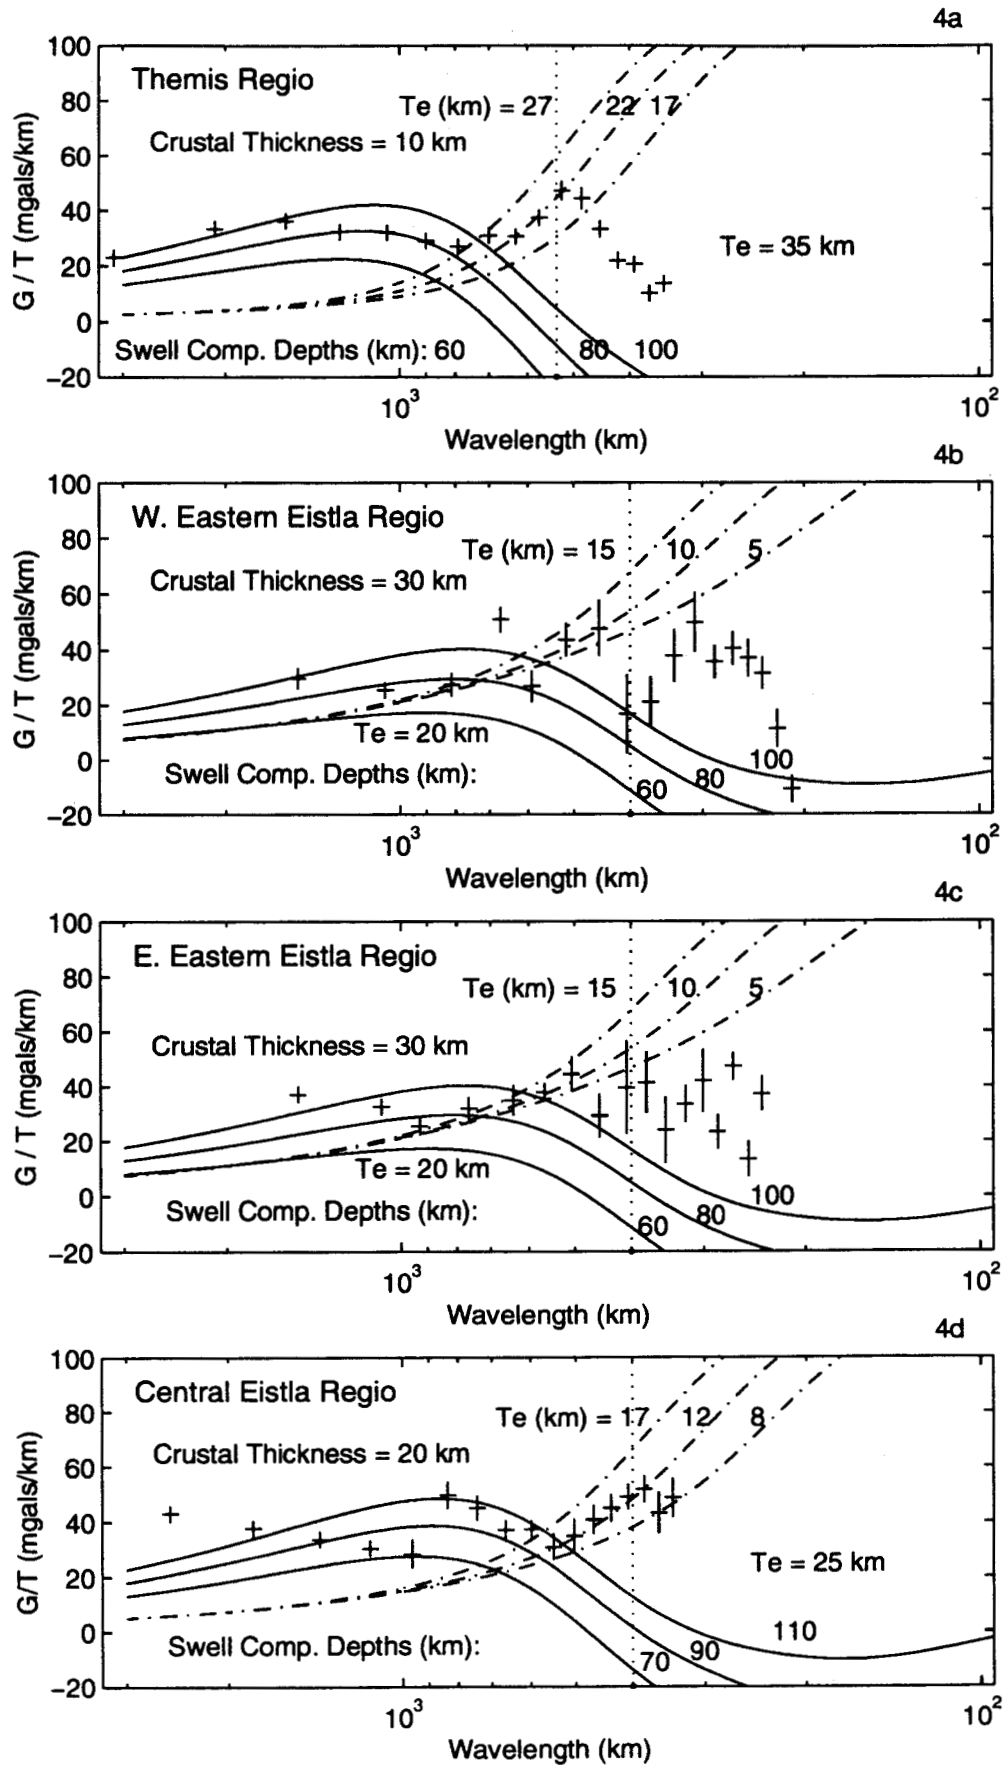 4a
100
80
60
40
20
0
−20
G / T (mgals/km)
Themis Regio
Te (km) = 27 22 17
Crustal Thickness = 10 km
Te = 35 km
Swell Comp. Depths (km): 60 80 100
10³ 10²
Wavelength (km)
4b
100
80
60
40
20
0
−20
G / T (mgals/km)
W. Eastern Eistla Regio
Te (km) = 15 10 5
Crustal Thickness = 30 km
Te = 20 km
Swell Comp. Depths (km): 60 80 100
10³ 10²
Wavelength (km)
4c
100
80
60
40
20
0
−20
G / T (mgals/km)
E. Eastern Eistla Regio
Te (km) = 15 10 5
Crustal Thickness = 30 km
Te = 20 km
Swell Comp. Depths (km): 60 80 100
10³ 10²
Wavelength (km)
4d
100
80
60
40
20
0
−20
G/T (mgals/km)
Central Eistla Regio
Te (km) = 17 12 8
Crustal Thickness = 20 km
Te = 25 km
Swell Comp. Depths (km): 70 90 110
10³ 10²
Wavelength (km)